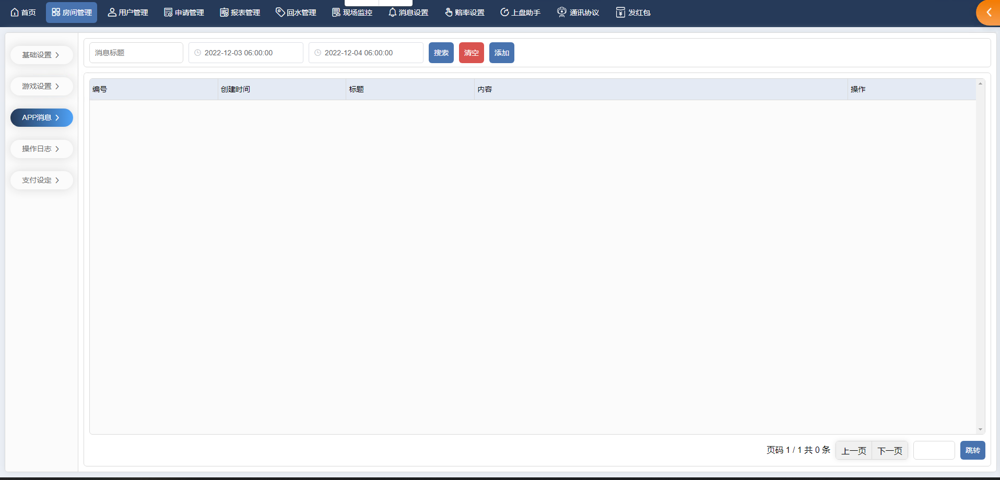 首页 房间管理 用户管理 申请管理 报表管理 回水管理 现场监控 消息设置 赔率设置 上盘助手 通讯协议 发红包
基础设置
游戏设置
APP消息
操作日志
支付设定
消息标题 2022-12-03 06:00:00 2022-12-04 06:00:00 搜索 清空 添加
编号 创建时间 标题 内容 操作
页码 1 / 1 共 0 条 上一页 下一页 跳转